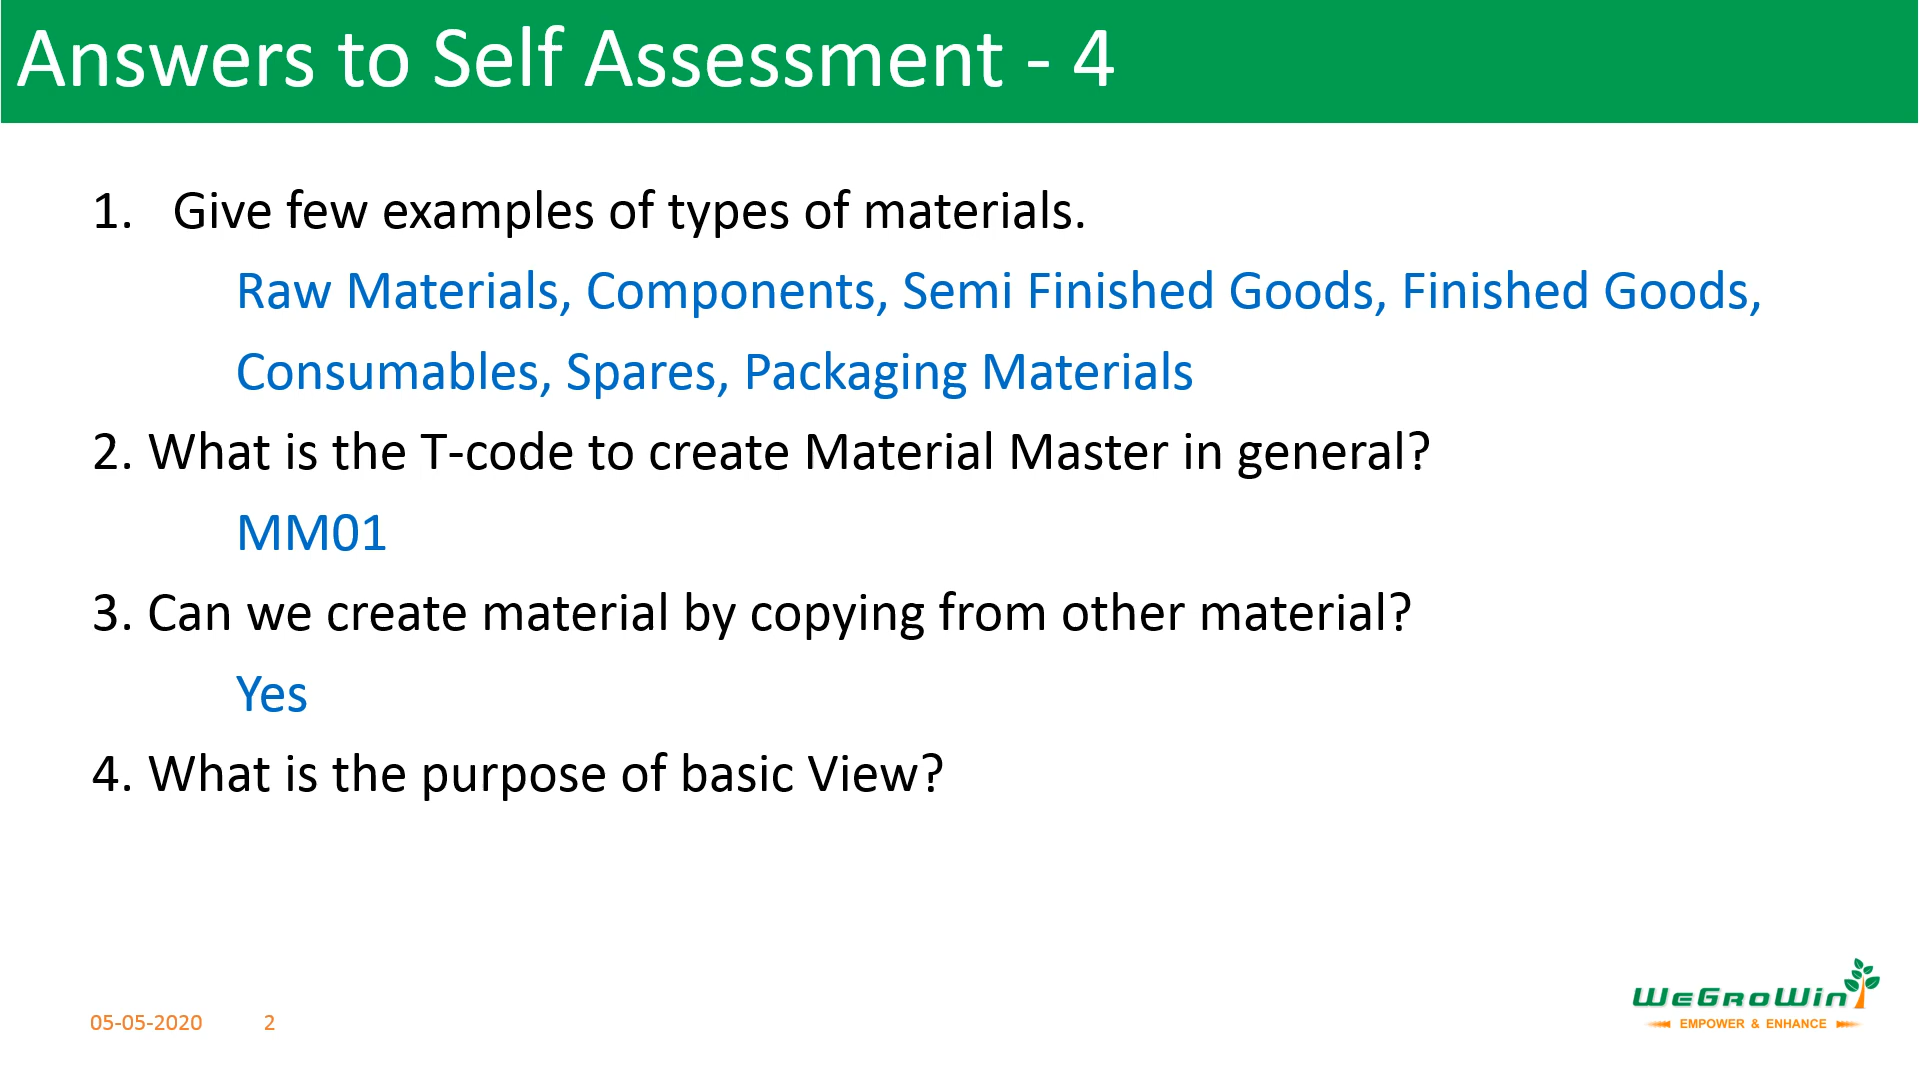 Answers to Self Assessment - 4
1. Give few examples of types of materials.
Raw Materials, Components, Semi Finished Goods, Finished Goods,
Consumables, Spares, Packaging Materials
2. What is the T-code to create Material Master in general?
MM01
3. Can we create material by copying from other material?
Yes
4. What is the purpose of basic View?
05-05-2020 2
WeGroWin
EMPOWER & ENHANCE